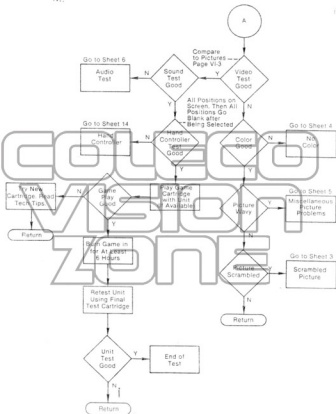 A
Compare
to Pictures
Page VI-3
Go to Sheet 6
Audio
Test
N
Sound
Test
Good
Y
Video
Test
Good
Y
N
All Positions on
Screen, Then All
Positions Go
Blank after
Being Selected
Go to Sheet 14
Hand
Controller
N
Hand
Controller
Test
Good
Y
Color
Good
N
Go to Sheet 4
No
Color
Y
COLECO
VISION
ZONE
Try New
Cartridge. Read
Tech Tips.
N
Game
Play
Good
Play Game
Cartridge
with Unit
if Available
Y
Return
Picture
Wavy
Y
Go to Sheet 5
Miscellaneous
Picture
Problems
N
Burn Game in
for At Least
6 Hours
Picture
Scrambled
Y
Go to Sheet 3
Scrambled
Picture
N
Return
Retest Unit
Using Final
Test Cartridge
Unit
Test
Good
Y
End of
Test
N
Return